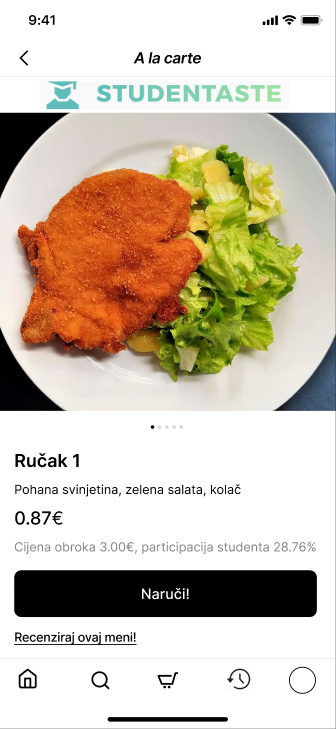 9:41
A la carte
STUDENTASTE
Ručak 1
Pohana svinjetina, zelena salata, kolač
0.87€
Cijena obroka 3.00€, participacija studenta 28.76%
Naruči!
Recenziraj ovaj meni!